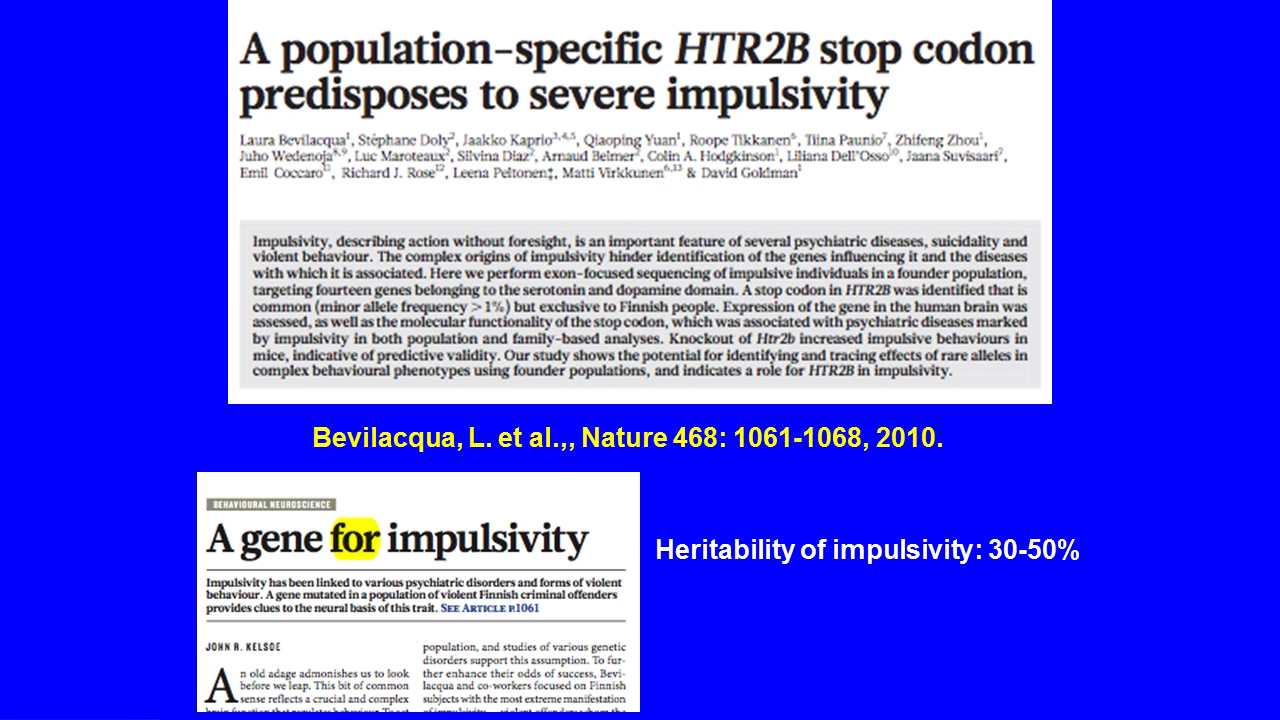 A population-specific HTR2B stop codon
predisposes to severe impulsivity
Laura Bevilacqua1, Stéphane Doly2, Jaakko Kaprio3,4,5, Qiaoping Yuan1, Roope Tikkanen6, Tiina Paunio7, Zhifeng Zhou1,
Juho Wedenoja8,9, Luc Maroteaux2, Silvina Diaz2, Arnaud Belmer2, Colin A. Hodgkinson1, Liliana Dell'Osso10, Jaana Suvisaari7,
Emil Coccaro11, Richard J. Rose12, Leena Peltonen‡, Matti Virkkunen6,13 & David Goldman1
Impulsivity, describing action without foresight, is an important feature of several psychiatric diseases, suicidality and
violent behaviour. The complex origins of impulsivity hinder identification of the genes influencing it and the diseases
with which it is associated. Here we perform exon-focused sequencing of impulsive individuals in a founder population,
targeting fourteen genes belonging to the serotonin and dopamine domain. A stop codon in HTR2B was identified that is
common (minor allele frequency > 1%) but exclusive to Finnish people. Expression of the gene in the human brain was
assessed, as well as the molecular functionality of the stop codon, which was associated with psychiatric diseases marked
by impulsivity in both population and family-based analyses. Knockout of Htr2b increased impulsive behaviours in
mice, indicative of predictive validity. Our study shows the potential for identifying and tracing effects of rare alleles in
complex behavioural phenotypes using founder populations, and indicates a role for HTR2B in impulsivity.
Bevilacqua, L. et al.,, Nature 468: 1061-1068, 2010.
BEHAVIOURAL NEUROSCIENCE
A gene for impulsivity
Impulsivity has been linked to various psychiatric disorders and forms of violent
behaviour. A gene mutated in a population of violent Finnish criminal offenders
provides clues to the neural basis of this trait. SEE ARTICLE P.1061
JOHN R. KELSOE
An old adage admonishes us to look
before we leap. This bit of common
sense reflects a crucial and complex
population, and studies of various genetic
disorders support this assumption. To fur-
ther enhance their odds of success, Bevi-
lacqua and co-workers focused on Finnish
subjects with the most extreme manifestation
Heritability of impulsivity: 30-50%